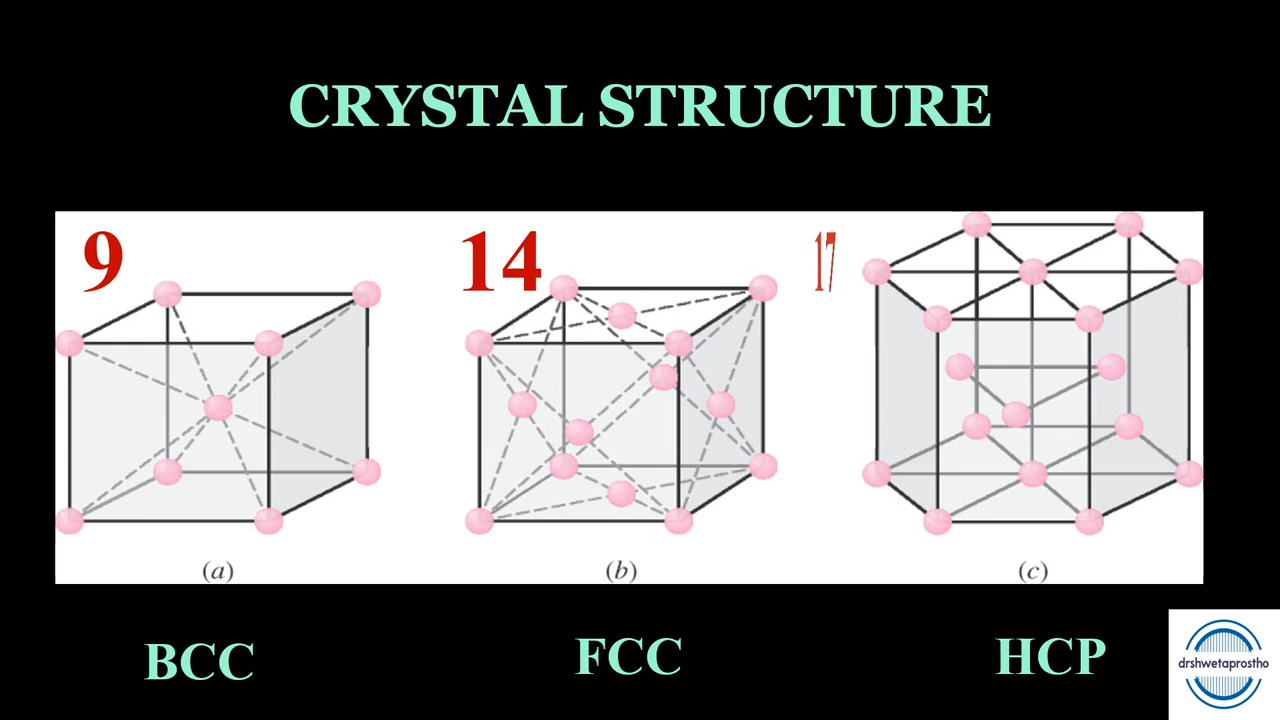 CRYSTAL STRUCTURE
9
14
17
(a)
(b)
(c)
BCC
FCC
HCP
drshwetaprostho